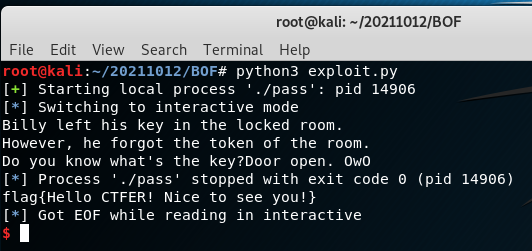 root@kali: ~/20211012/BOF
File Edit View Search Terminal Help
root@kali:~/20211012/BOF# python3 exploit.py
[+] Starting local process './pass': pid 14906
[*] Switching to interactive mode
Billy left his key in the locked room.
However, he forgot the token of the room.
Do you know what's the key?Door open. OwO
[*] Process './pass' stopped with exit code 0 (pid 14906)
flag{Hello CTFER! Nice to see you!}
[*] Got EOF while reading in interactive
$